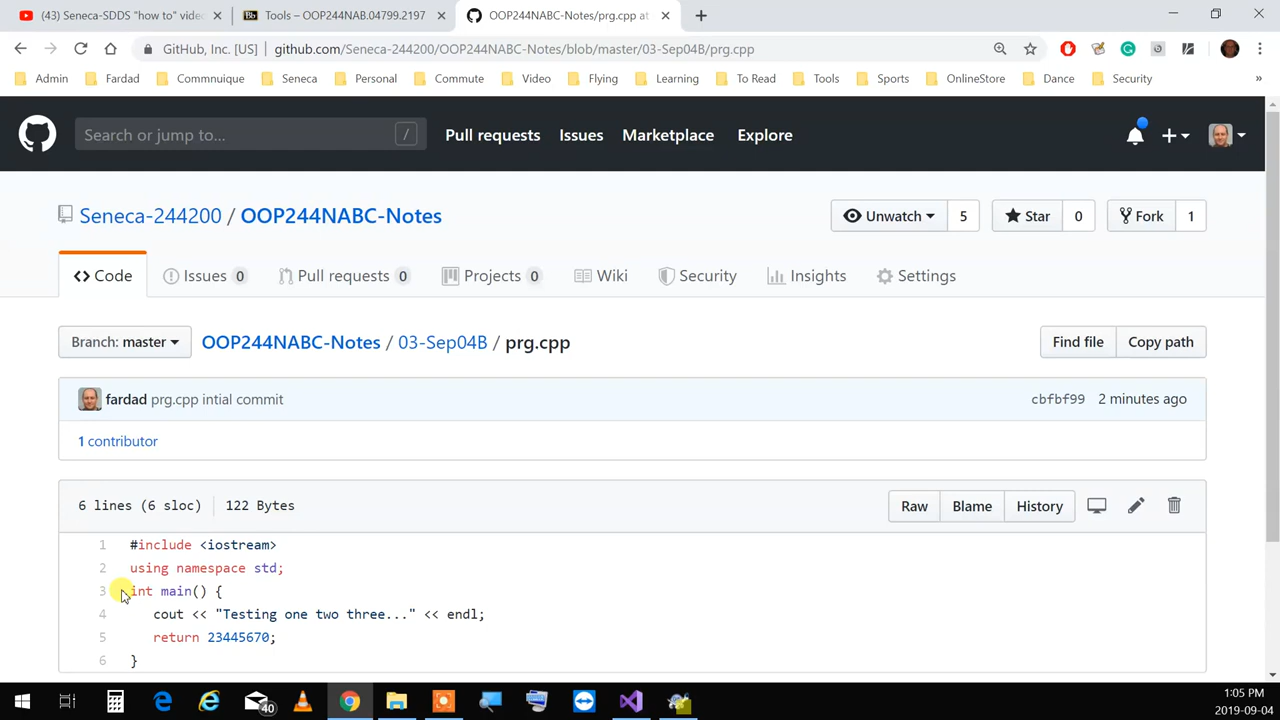 (43) Seneca-SDDS "how to" vide
Tools – OOP244NAB.04799.2197
OOP244NABC-Notes/prg.cpp at
GitHub, Inc. [US] | github.com/Seneca-244200/OOP244NABC-Notes/blob/master/03-Sep04B/prg.cpp
Admin Fardad Commnuique Seneca Personal Commute Video Flying Learning To Read Tools Sports OnlineStore Dance Security »
Search or jump to... / Pull requests Issues Marketplace Explore
Seneca-244200 / OOP244NABC-Notes Unwatch 5 Star 0 Fork 1
<> Code Issues 0 Pull requests 0 Projects 0 Wiki Security Insights Settings
Branch: master OOP244NABC-Notes / 03-Sep04B / prg.cpp Find file Copy path
fardad prg.cpp intial commit cbfbf99 2 minutes ago
1 contributor
6 lines (6 sloc) 122 Bytes Raw Blame History
1 #include <iostream>
2 using namespace std;
3 int main() {
4 cout << "Testing one two three..." << endl;
5 return 23445670;
6 }
40
1:05 PM
2019-09-04